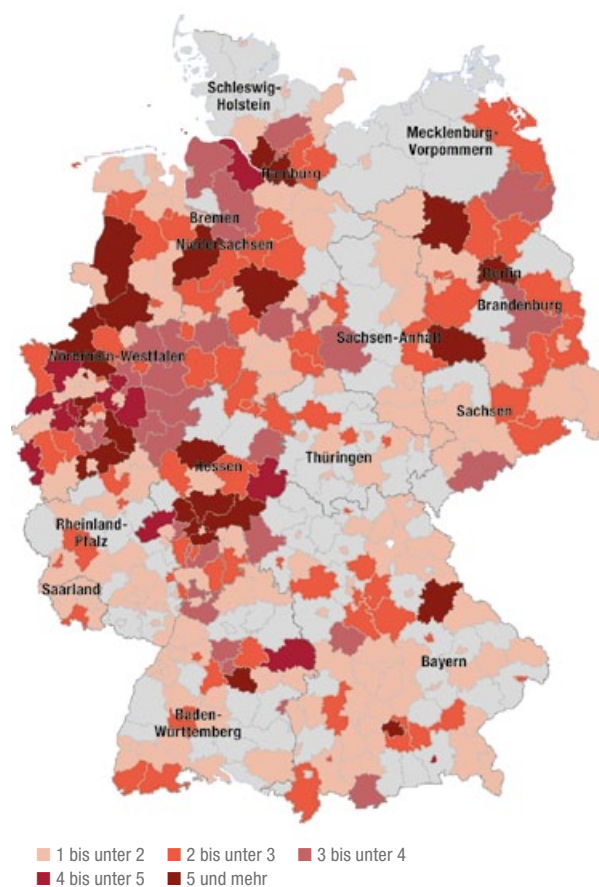 Schleswig-
Holstein
Mecklenburg-
Vorpommern
Hamburg
Bremen
Niedersachsen
Berlin
Brandenburg
Sachsen-Anhalt
Nordrhein-Westfalen
Sachsen
Hessen
Thüringen
Rheinland-
Pfalz
Saarland
Bayern
Baden-
Württemberg
1 bis unter 2
2 bis unter 3
3 bis unter 4
4 bis unter 5
5 und mehr